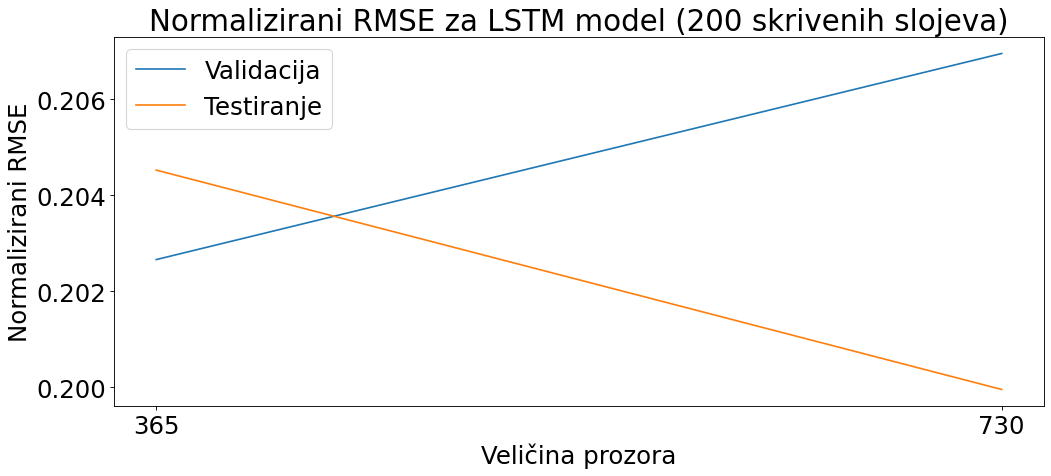 Normalizirani RMSE za LSTM model (200 skrivenih slojeva)
Validacija
Testiranje
Normalizirani RMSE
0.206
0.204
0.202
0.200
365
730
Veličina prozora